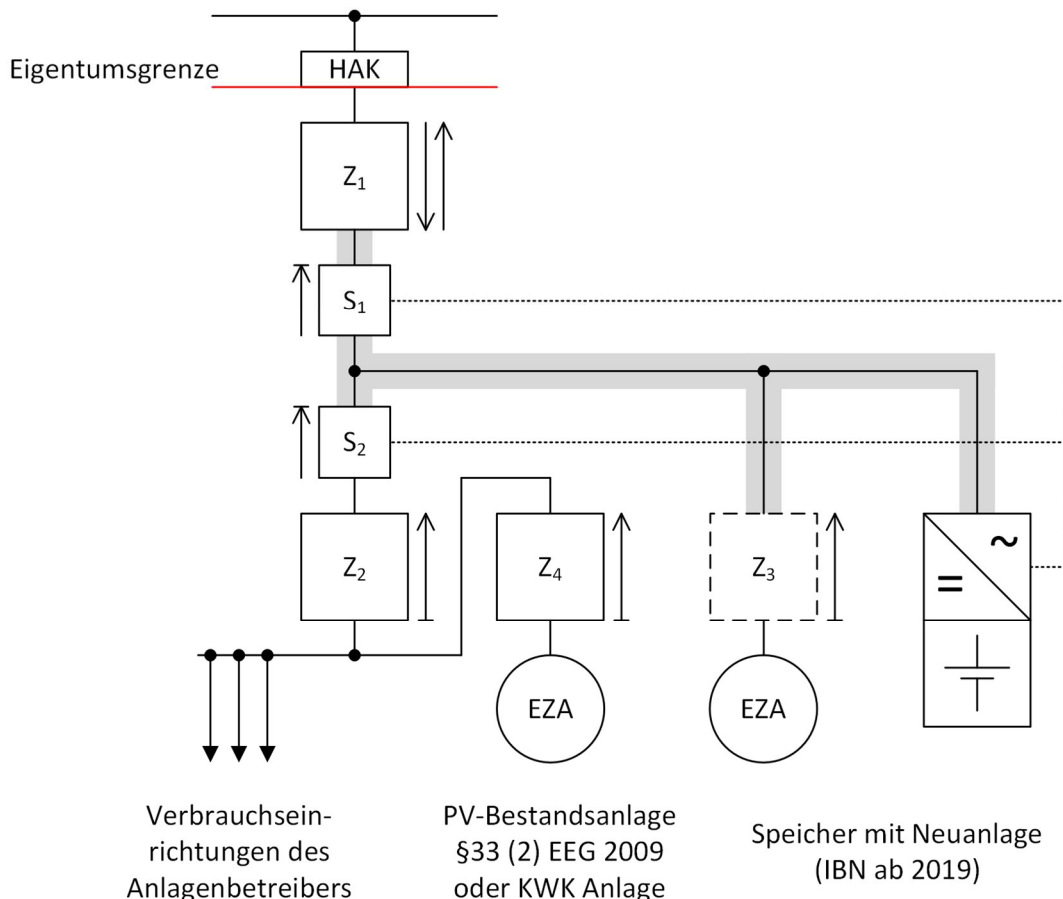 Eigentumsgrenze
HAK
Z₁
S₁
S₂
Z₂
Z₄
Z₃
~
=
EZA
EZA
Verbrauchsein-
richtungen des
Anlagenbetreibers
PV-Bestandsanlage
§33 (2) EEG 2009
oder KWK Anlage
Speicher mit Neuanlage
(IBN ab 2019)